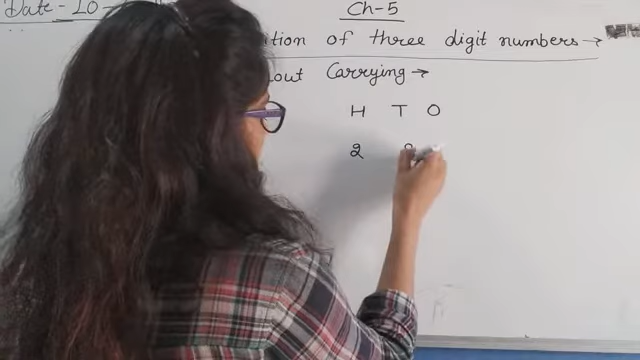 Date - 10
Ch-5
of three digit numbers →
Carrying →
H T O
2